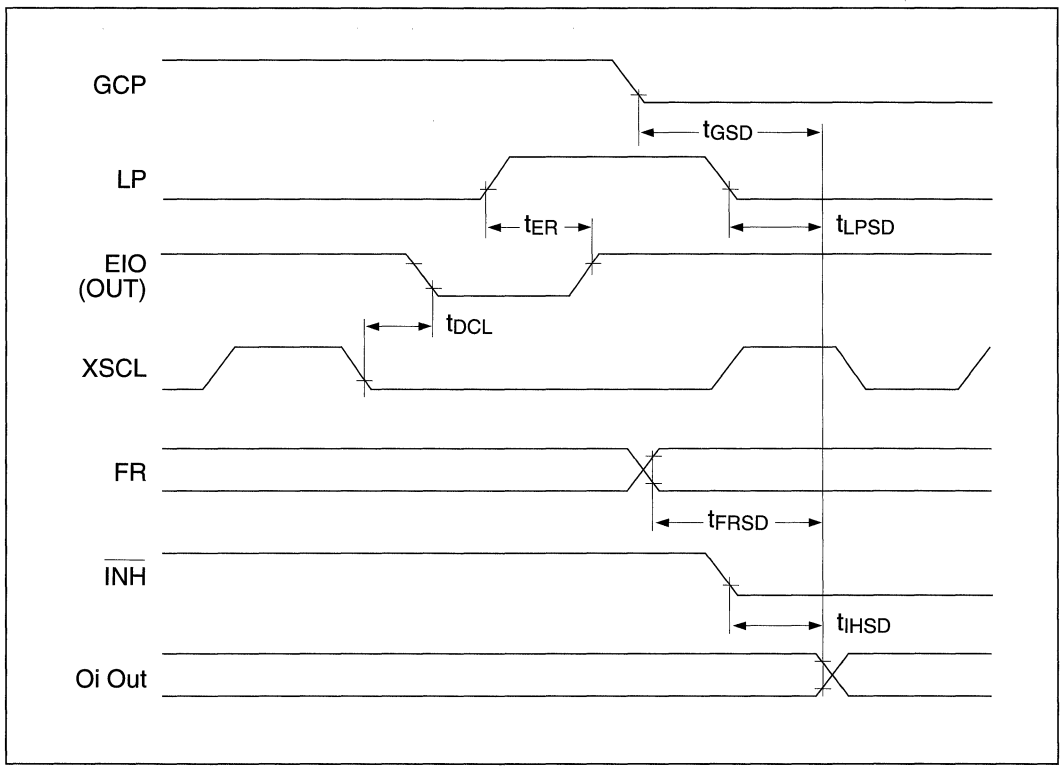 GCP
tGSD
LP
tER
tLPSD
EIO
(OUT)
tDCL
XSCL
FR
tFRSD
INH
tIHSD
Oi Out